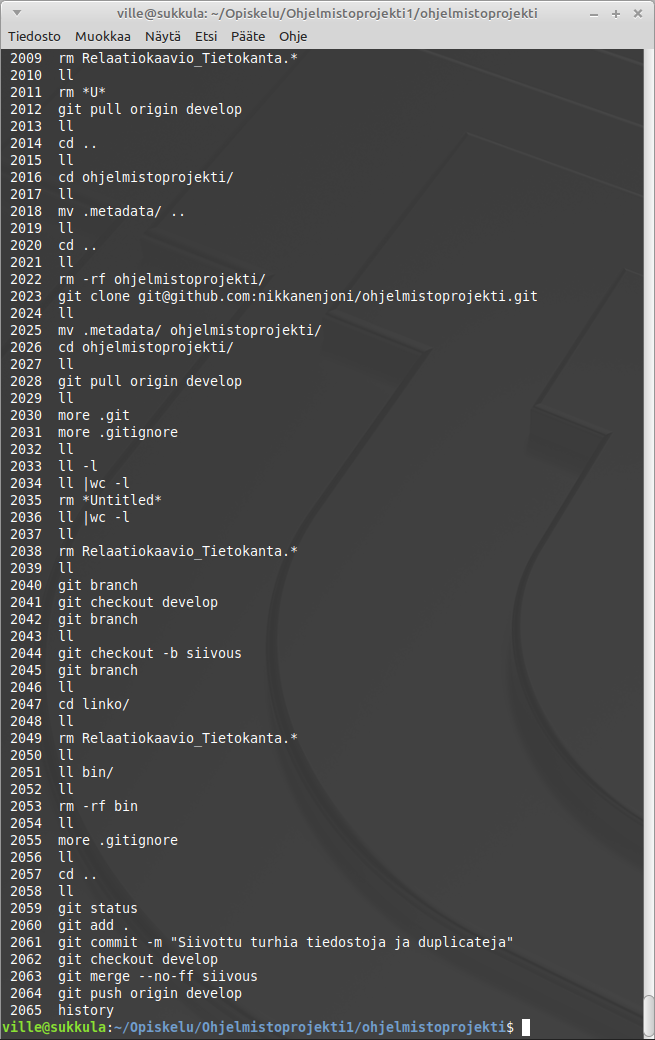 ville@sukkula: ~/Opiskelu/Ohjelmistoprojekti1/ohjelmistoprojekti
Tiedosto Muokkaa Näytä Etsi Pääte Ohje
2009 rm Relaatiokaavio_Tietokanta.*
2010 ll
2011 rm *U*
2012 git pull origin develop
2013 ll
2014 cd ..
2015 ll
2016 cd ohjelmistoprojekti/
2017 ll
2018 mv .metadata/ ..
2019 ll
2020 cd ..
2021 ll
2022 rm -rf ohjelmistoprojekti/
2023 git clone git@github.com:nikkanenjoni/ohjelmistoprojekti.git
2024 ll
2025 mv .metadata/ ohjelmistoprojekti/
2026 cd ohjelmistoprojekti/
2027 ll
2028 git pull origin develop
2029 ll
2030 more .git
2031 more .gitignore
2032 ll
2033 ll -l
2034 ll |wc -l
2035 rm *Untitled*
2036 ll |wc -l
2037 ll
2038 rm Relaatiokaavio_Tietokanta.*
2039 ll
2040 git branch
2041 git checkout develop
2042 git branch
2043 ll
2044 git checkout -b siivous
2045 git branch
2046 ll
2047 cd linko/
2048 ll
2049 rm Relaatiokaavio_Tietokanta.*
2050 ll
2051 ll bin/
2052 ll
2053 rm -rf bin
2054 ll
2055 more .gitignore
2056 ll
2057 cd ..
2058 ll
2059 git status
2060 git add .
2061 git commit -m "Siivottu turhia tiedostoja ja duplicateja"
2062 git checkout develop
2063 git merge --no-ff siivous
2064 git push origin develop
2065 history
ville@sukkula:~/Opiskelu/Ohjelmistoprojekti1/ohjelmistoprojekti$